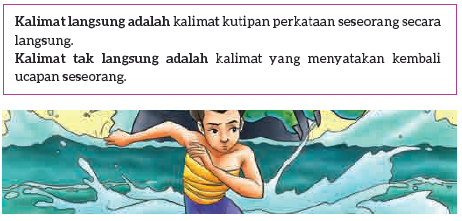 Kalimat langsung adalah kalimat kutipan perkataan seseorang secara
langsung.
Kalimat tak langsung adalah kalimat yang menyatakan kembali
ucapan seseorang.